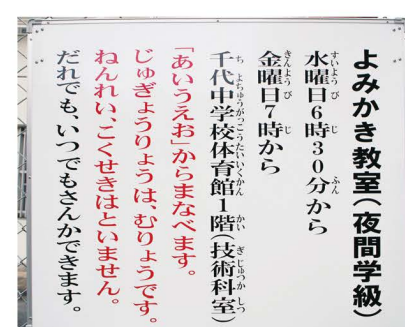 よみかき教室(夜間学級)
水曜日6時30分から
金曜日7時から
千代中学校体育館1階(技術科室)
「あいうえお」からまなべます。
じゅぎょうりょうは、むりょうです。
ねんれい、こくせきはといません。
だれでも、いつでもさんかできます。